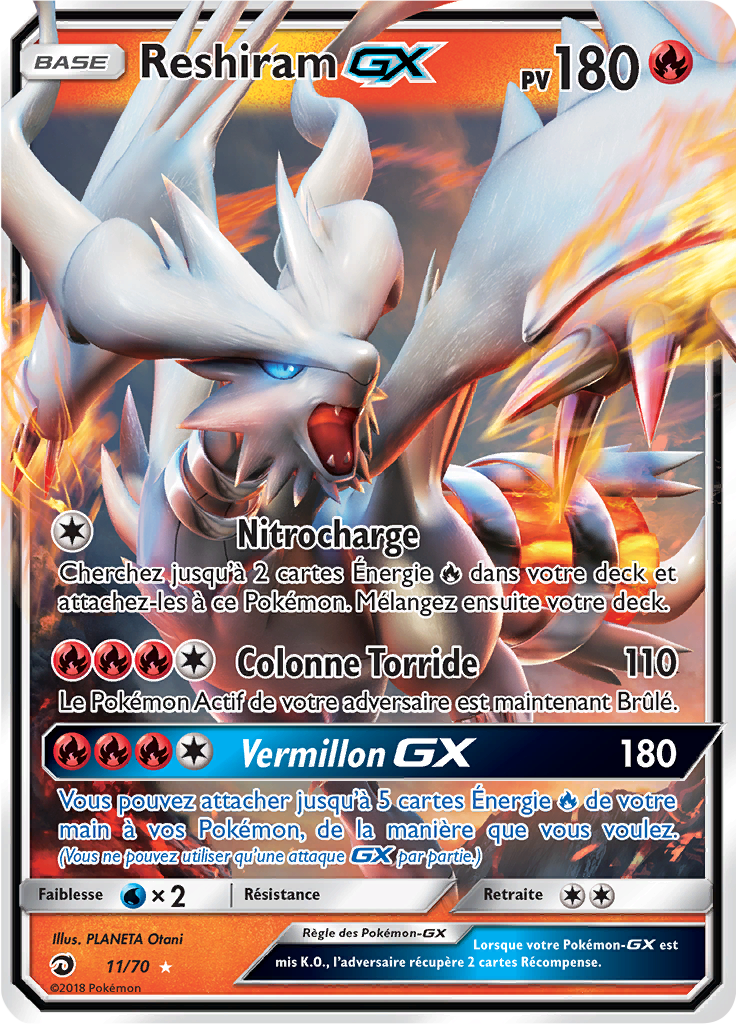 BASE Reshiram GX PV 180
Nitrocharge
Cherchez jusqu'à 2 cartes Énergie dans votre deck et
attachez-les à ce Pokémon. Mélangez ensuite votre deck.
Colonne Torride 110
Le Pokémon Actif de votre adversaire est maintenant Brûlé.
Vermillon GX 180
Vous pouvez attacher jusqu'à 5 cartes Énergie de votre
main à vos Pokémon, de la manière que vous voulez.
(Vous ne pouvez utiliser qu'une attaque GX par partie.)
Faiblesse × 2 Résistance Retraite
Illus. PLANETA Otani
11/70
©2018 Pokémon
Règle des Pokémon-GX
Lorsque votre Pokémon-GX est
mis K.O., l'adversaire récupère 2 cartes Récompense.